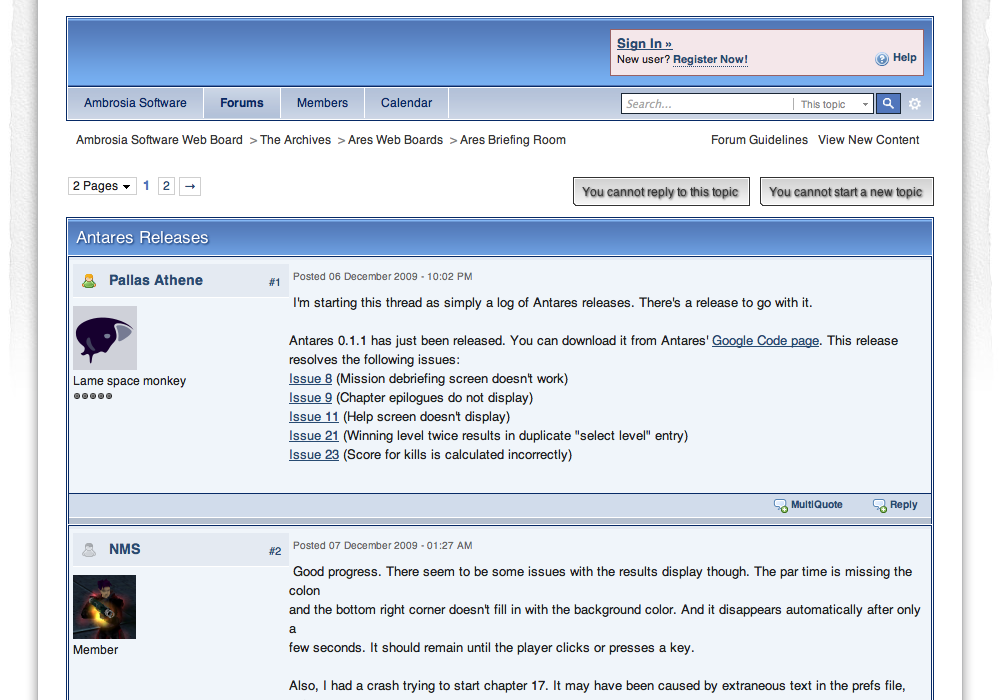 Sign In »
New user? Register Now!
Help
Ambrosia Software
Forums
Members
Calendar
Search...
This topic
Ambrosia Software Web Board > The Archives > Ares Web Boards > Ares Briefing Room
Forum Guidelines
View New Content
2 Pages
1
2
→
You cannot reply to this topic
You cannot start a new topic
Antares Releases
Pallas Athene
#1
Posted 06 December 2009 - 10:02 PM
Lame space monkey
I'm starting this thread as simply a log of Antares releases. There's a release to go with it.
Antares 0.1.1 has just been released. You can download it from Antares' Google Code page. This release
resolves the following issues:
Issue 8 (Mission debriefing screen doesn't work)
Issue 9 (Chapter epilogues do not display)
Issue 11 (Help screen doesn't display)
Issue 21 (Winning level twice results in duplicate "select level" entry)
Issue 23 (Score for kills is calculated incorrectly)
MultiQuote
Reply
NMS
#2
Posted 07 December 2009 - 01:27 AM
Member
Good progress. There seem to be some issues with the results display though. The par time is missing the
colon
and the bottom right corner doesn't fill in with the background color. And it disappears automatically after only
a
few seconds. It should remain until the player clicks or presses a key.
Also, I had a crash trying to start chapter 17. It may have been caused by extraneous text in the prefs file,